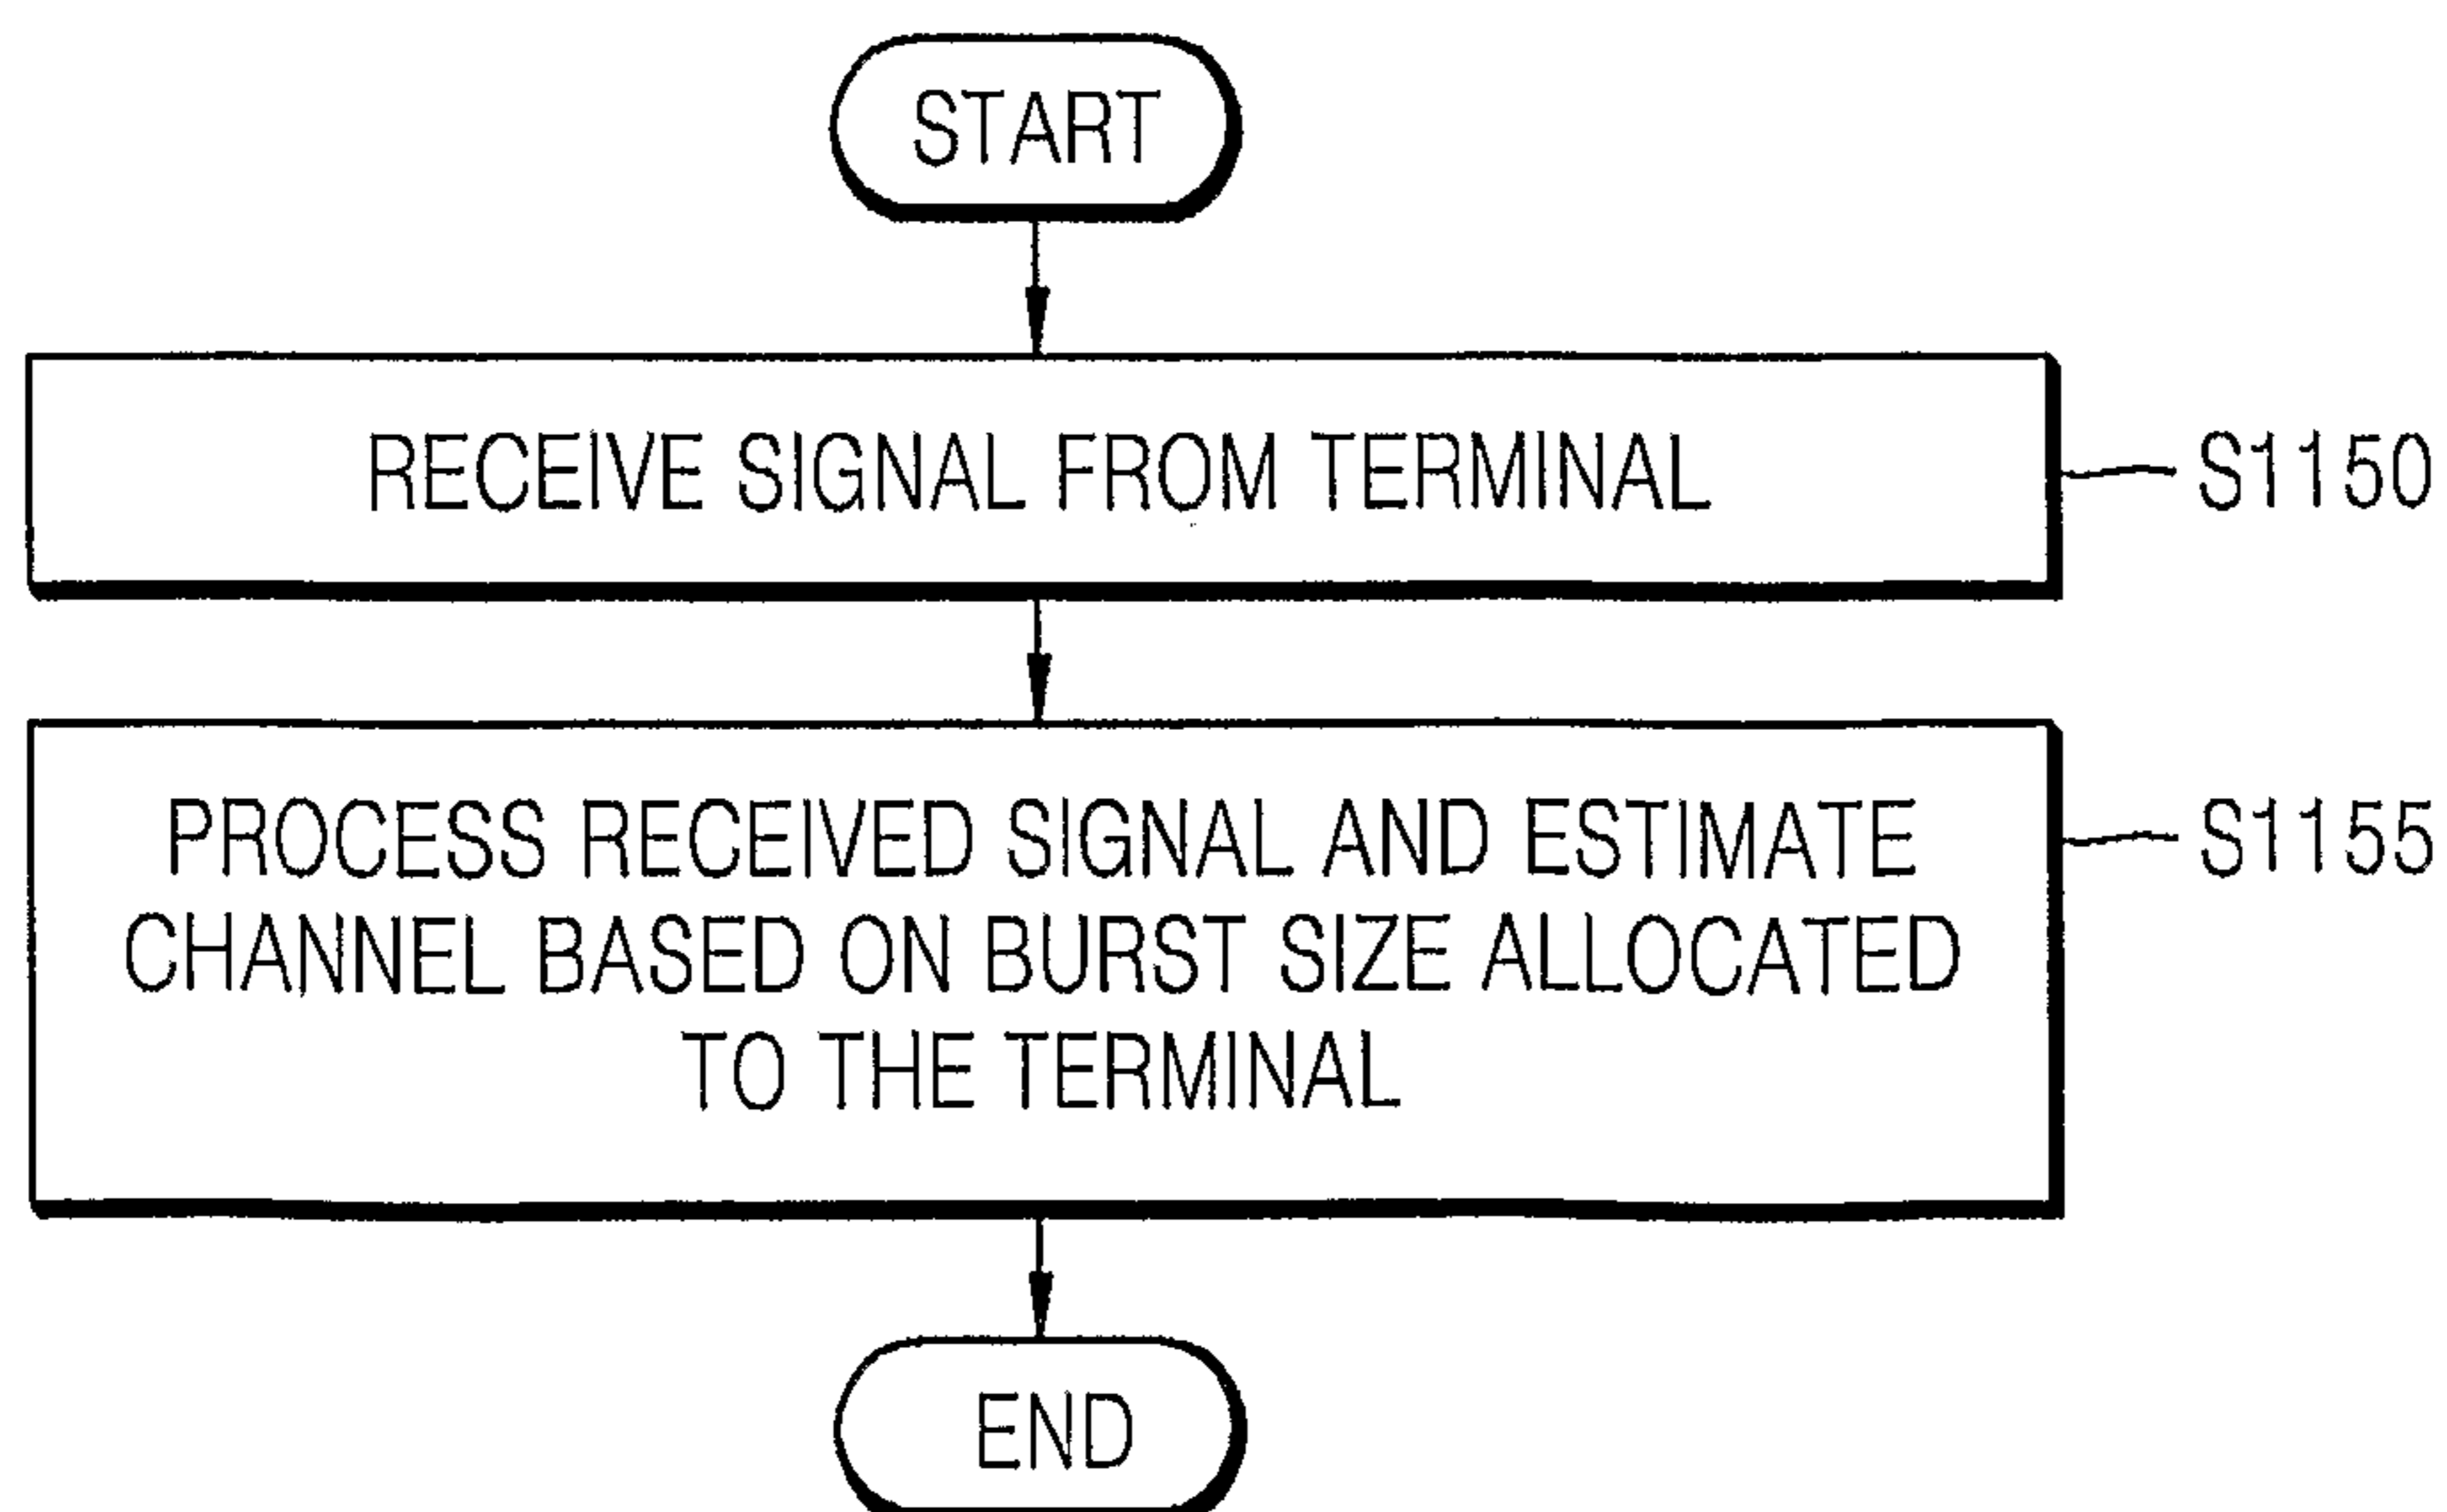 START
RECEIVE SIGNAL FROM TERMINAL
S1150
PROCESS RECEIVED SIGNAL AND ESTIMATE
CHANNEL BASED ON BURST SIZE ALLOCATED
TO THE TERMINAL
S1155
END